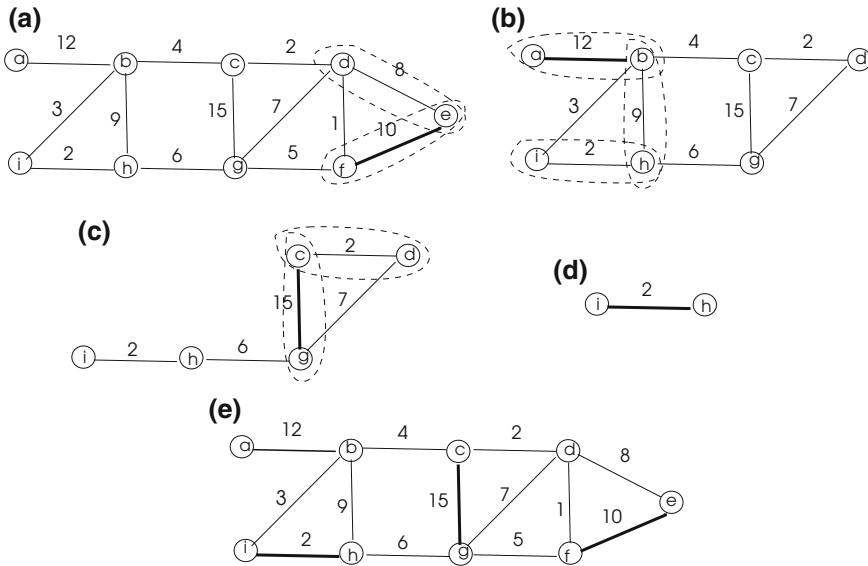 (a)
12 4 2
a b c d
8
3 9 15 7 1 10 e
2 6 5
i h g f
(b)
12 4 2
a b c d
3 9 15 7
2 6
i h g
(c)
c 2 d
15 7
2 6
i h g
(d)
2
i h
(e)
12 4 2
a b c d
8
3 9 15 7 1 10 e
2 6 5
i h g f